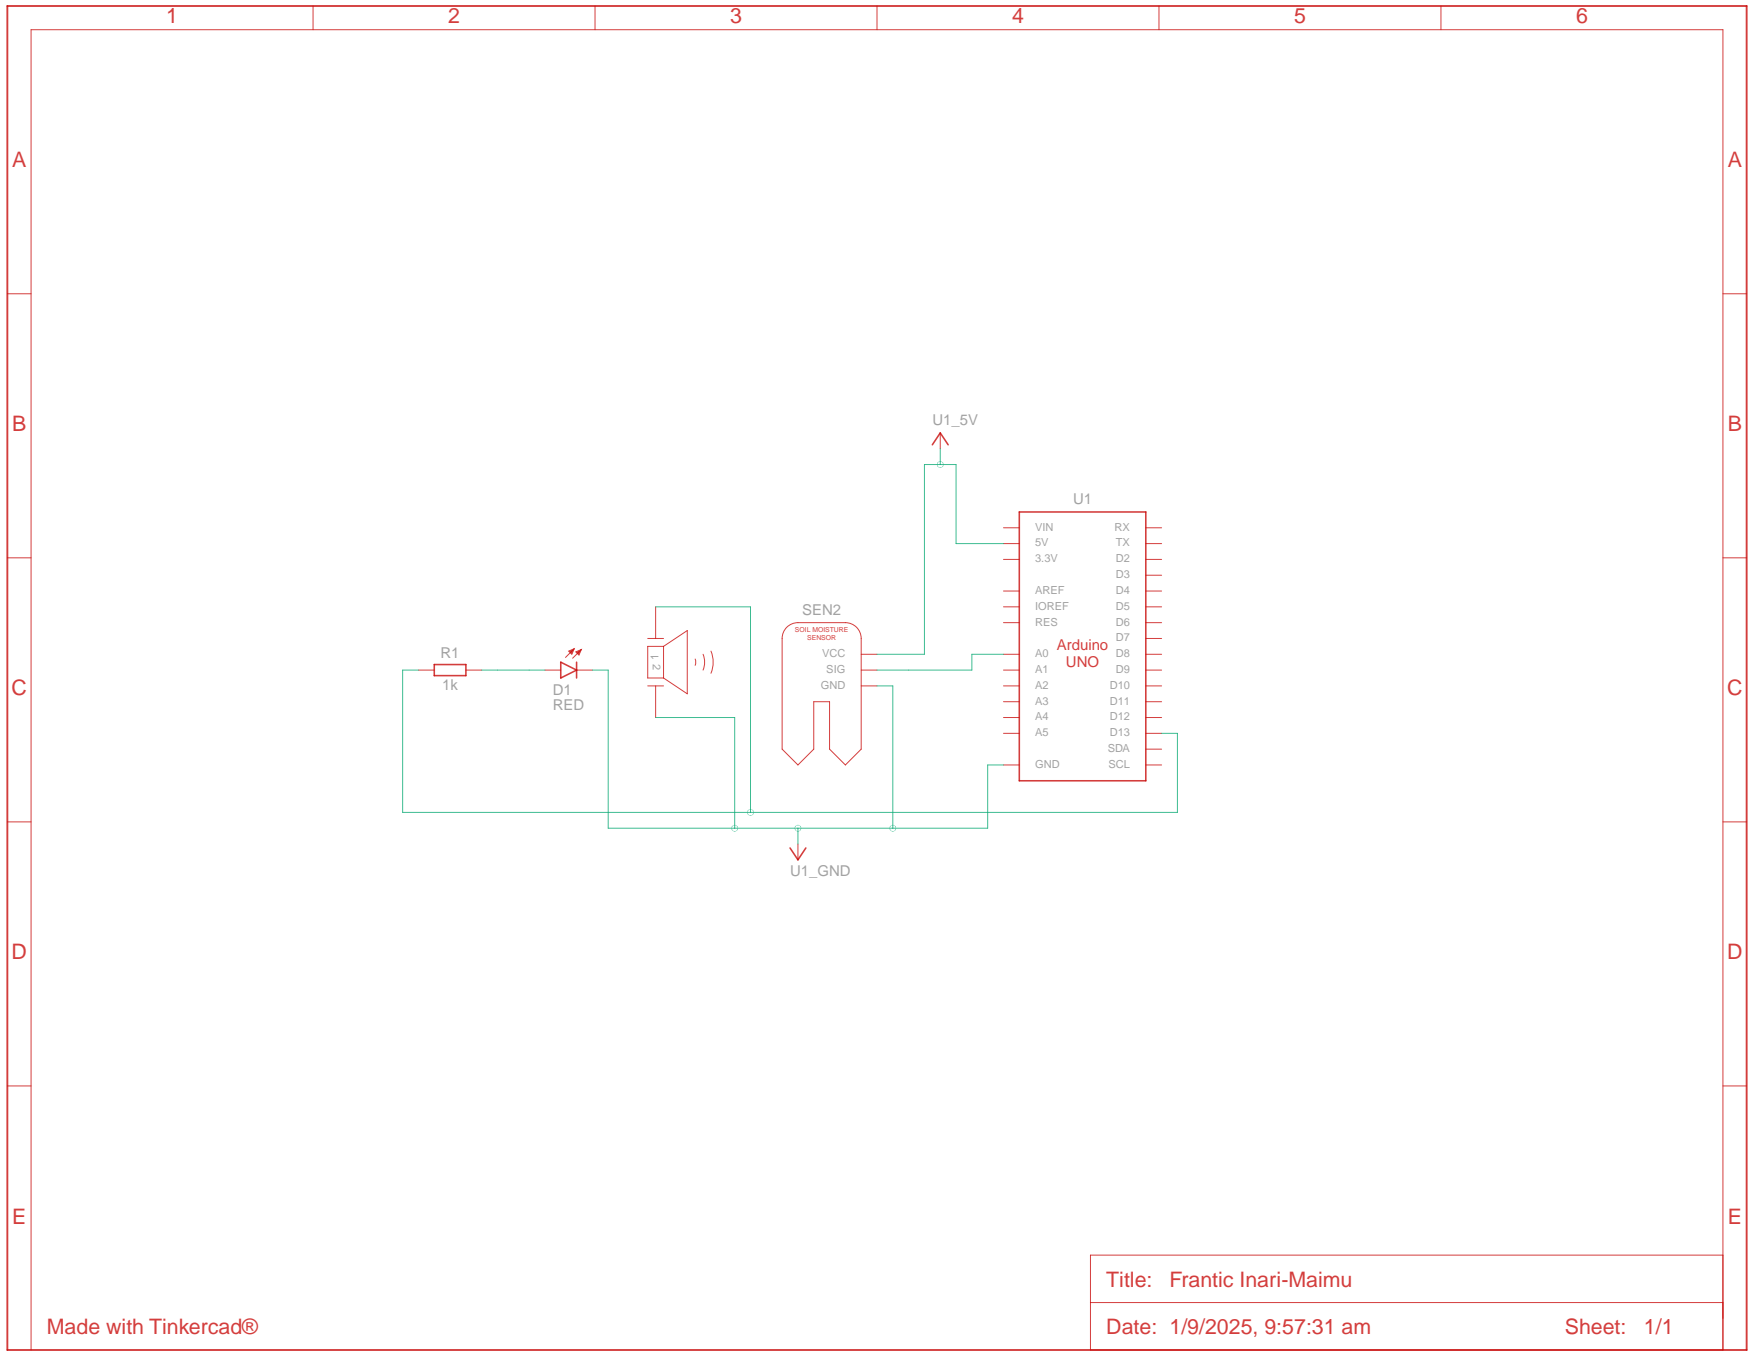 1 2 3 4 5 6
A A
U1_5V
B B
U1
VIN RX
5V TX
3.3V D2
D3
AREF D4
IOREF D5
RES D6
D7
A0 D8
A1 D9
A2 D10
A3 D11
A4 D12
A5 D13
SDA
GND SCL
Arduino
UNO
SEN2
SOIL MOISTURE
SENSOR
VCC
SIG
GND
1 2
R1
1k
D1
RED
C C
U1_GND
D D
E E
Title: Frantic Inari-Maimu
Made with Tinkercad®
Date: 1/9/2025, 9:57:31 am Sheet: 1/1